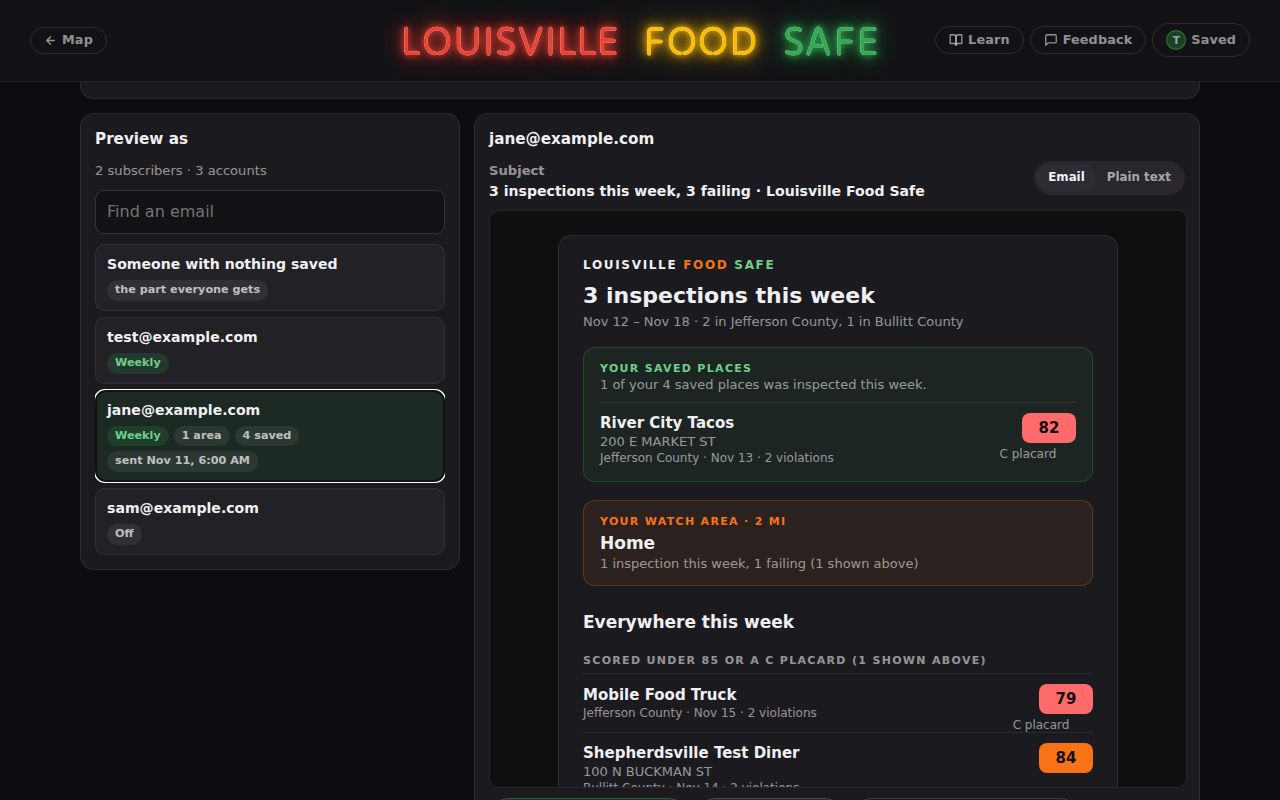 Map
LOUISVILLE FOOD SAFE
Learn
Feedback
T Saved
Preview as
2 subscribers · 3 accounts
Find an email
Someone with nothing saved
the part everyone gets
test@example.com
Weekly
jane@example.com
Weekly 1 area 4 saved
sent Nov 11, 6:00 AM
sam@example.com
Off
jane@example.com
Subject
3 inspections this week, 3 failing · Louisville Food Safe
Email Plain text
LOUISVILLE FOOD SAFE
3 inspections this week
Nov 12 – Nov 18 · 2 in Jefferson County, 1 in Bullitt County
YOUR SAVED PLACES
1 of your 4 saved places was inspected this week.
River City Tacos
82
200 E MARKET ST
C placard
Jefferson County · Nov 13 · 2 violations
YOUR WATCH AREA · 2 MI
Home
1 inspection this week, 1 failing (1 shown above)
Everywhere this week
SCORED UNDER 85 OR A C PLACARD (1 SHOWN ABOVE)
Mobile Food Truck
79
Jefferson County · Nov 15 · 2 violations
C placard
Shepherdsville Test Diner
84
100 N BUCKMAN ST
Bullitt County · Nov 14 · 2 violations